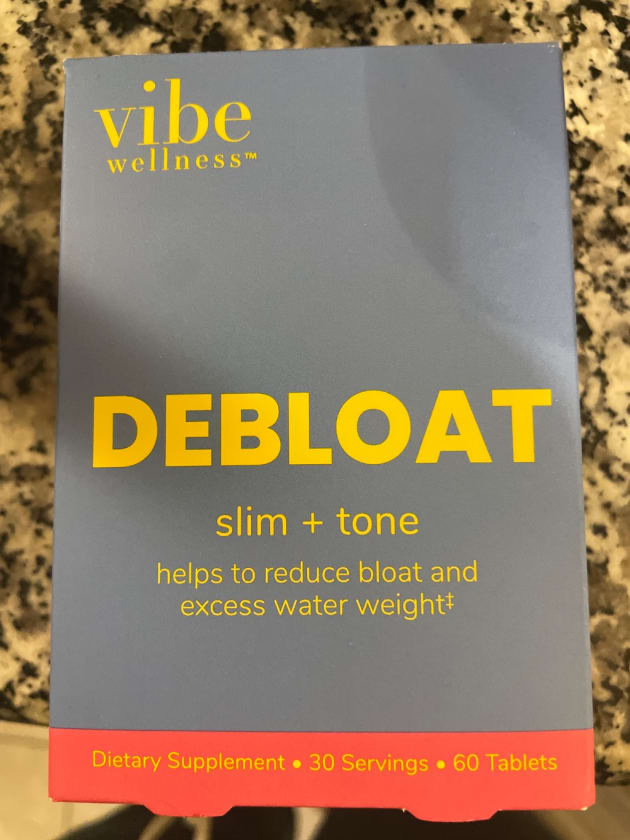 vibe
wellness™
DEBLOAT
slim + tone
helps to reduce bloat and
excess water weight‡
Dietary Supplement • 30 Servings • 60 Tablets